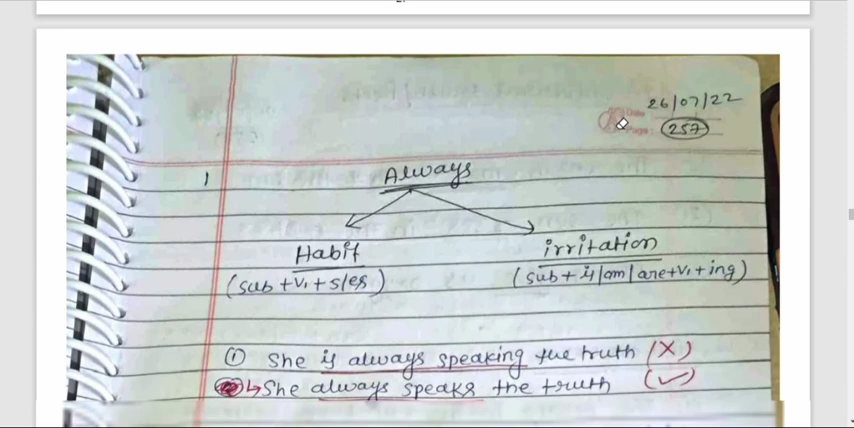 26/07/22
257
1 Always
Habit irritation
(sub + V₁ + s/es) (sub + is/am/are + V₁ + ing)
① She is always speaking the truth (X)
↳ She always speaks the truth (✓)